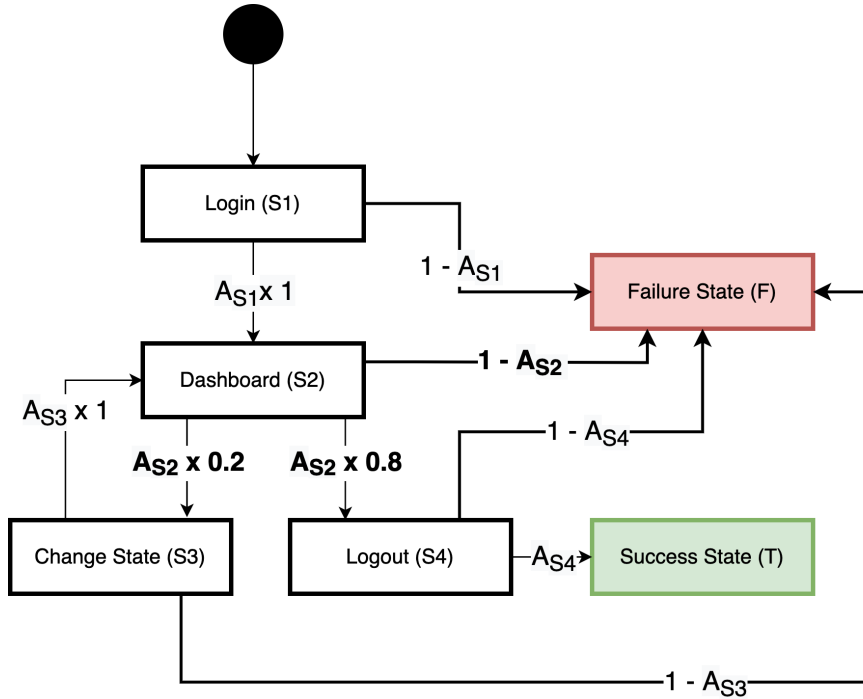 Login (S1)
1 - AS1
AS1x 1
Failure State (F)
Dashboard (S2)
1 - AS2
AS3 x 1
1 - AS4
AS2 x 0.2
AS2 x 0.8
Change State (S3)
Logout (S4)
AS4
Success State (T)
1 - AS3